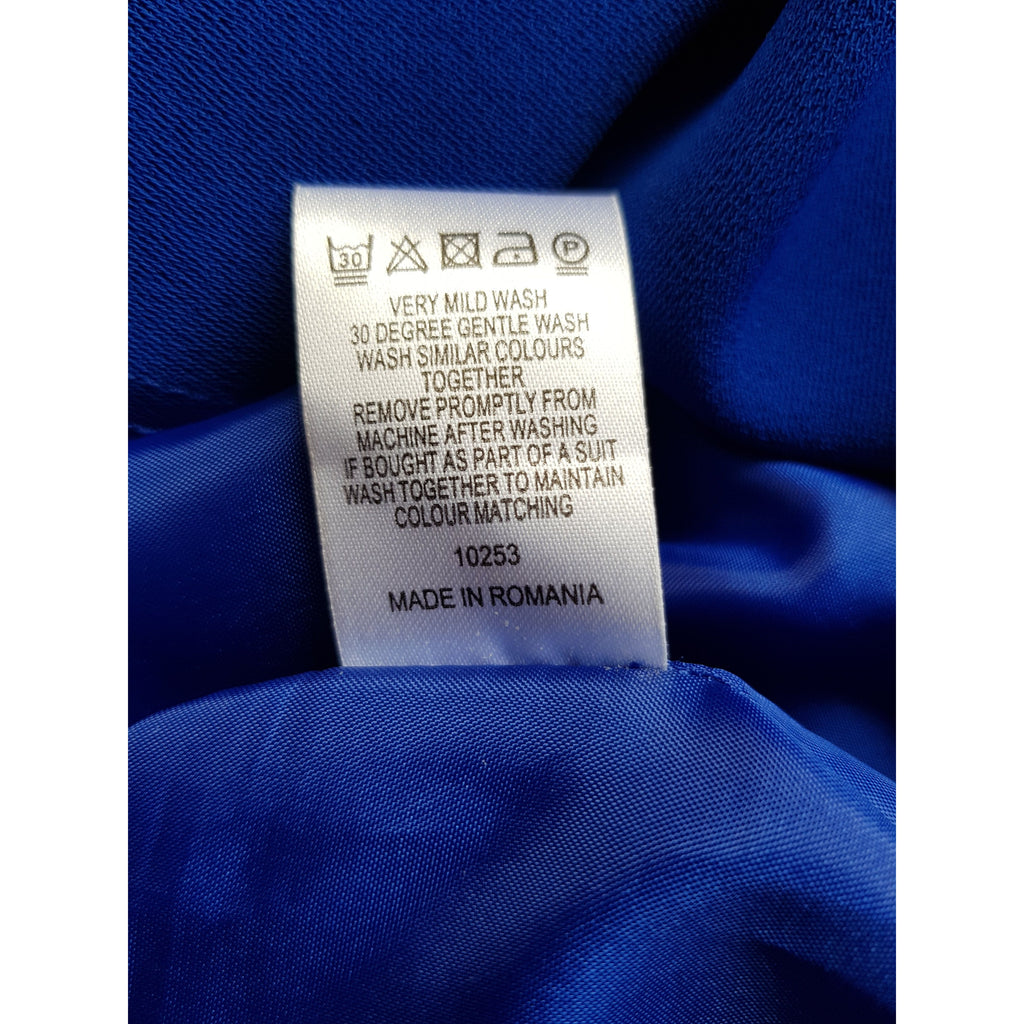 30 P
VERY MILD WASH
30 DEGREE GENTLE WASH
WASH SIMILAR COLOURS
TOGETHER
REMOVE PROMPTLY FROM
MACHINE AFTER WASHING
IF BOUGHT AS PART OF A SUIT
WASH TOGETHER TO MAINTAIN
COLOUR MATCHING
10253
MADE IN ROMANIA